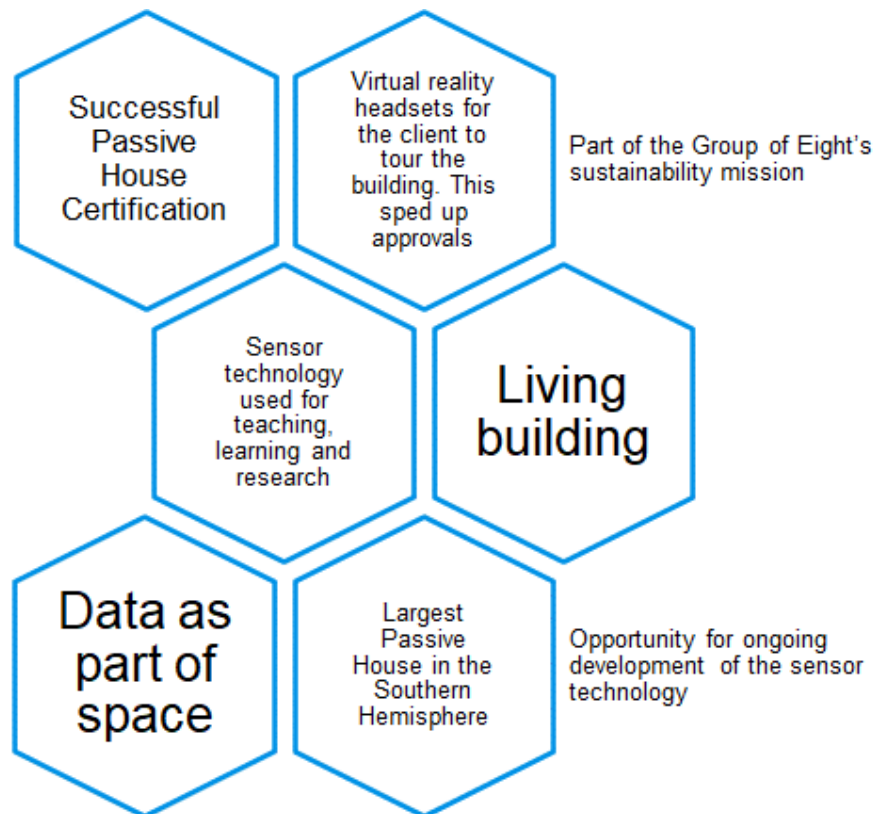 Successful
Passive
House
Certification
Virtual reality
headsets for
the client to
tour the
building. This
sped up
approvals
Part of the Group of Eight's
sustainability mission
Sensor
technology
used for
teaching,
learning and
research
Living
building
Data as
part of
space
Largest
Passive
House in the
Southern
Hemisphere
Opportunity for ongoing
development of the sensor
technology